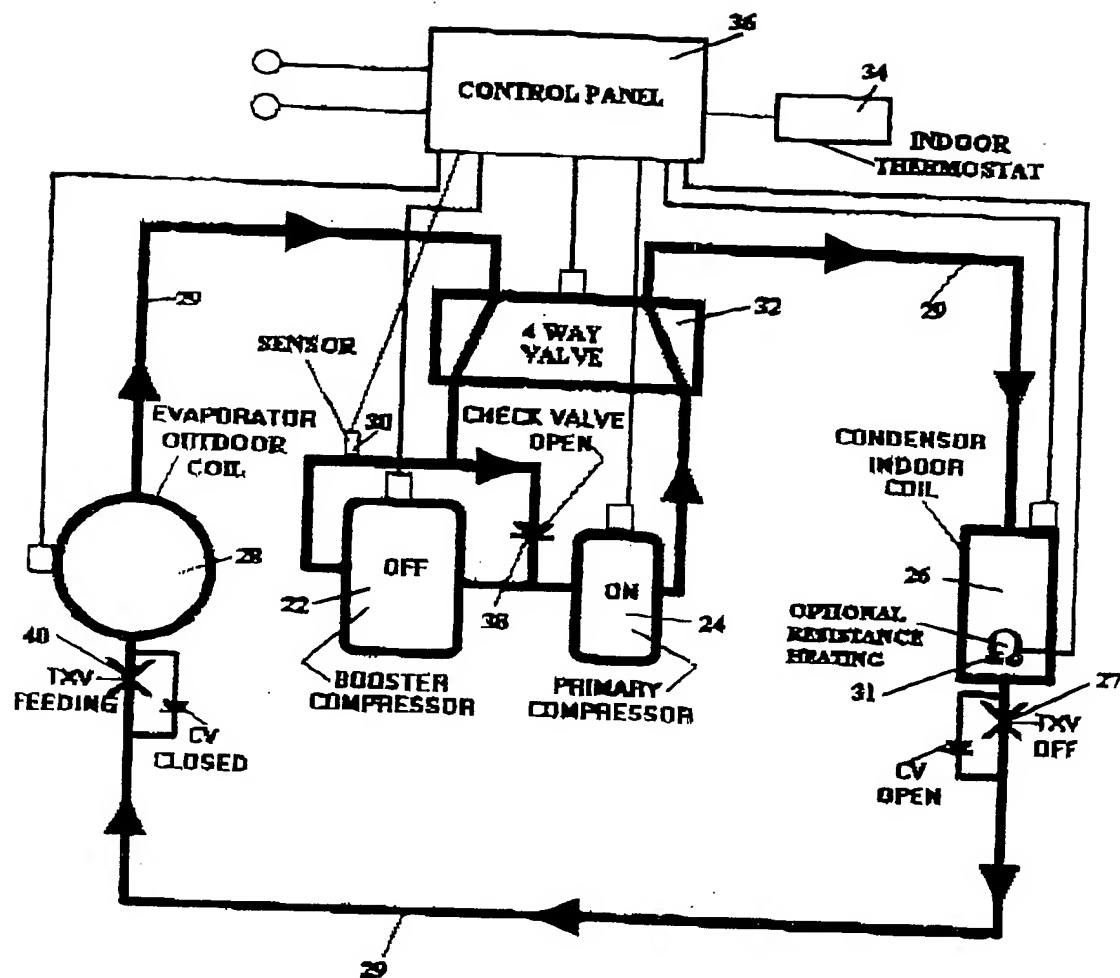 36
CONTROL PANEL
34
INDOOR
THERMOSTAT
29
32
29
4 WAY
VALVE
SENSOR
30
CHECK VALVE
OPEN
EVAPORATOR
OUTDOOR
COIL
CONDENSOR
INDOOR
COIL
28
OFF
22
38
ON
24
26
OPTIONAL
RESISTANCE
HEATING
31
40
TXV
FEEDING
BOOSTER
COMPRESSOR
PRIMARY
COMPRESSOR
27
TXV
OFF
CV
CLOSED
CV
OPEN
29